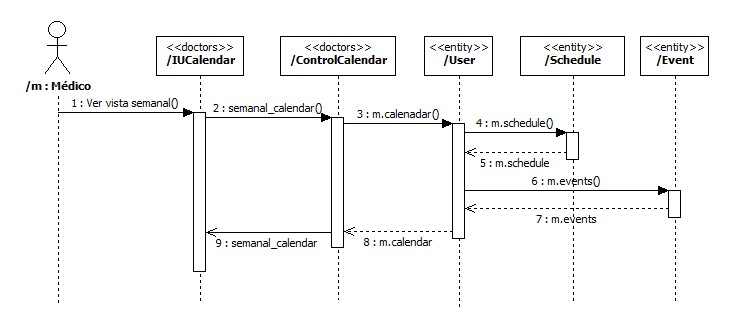 <<doctors>>
/IUCalendar
<<doctors>>
/ControlCalendar
<<entity>>
/User
<<entity>>
/Schedule
<<entity>>
/Event
/m : Médico
1 : Ver vista semanal()
2 : semanal_calendar()
3 : m.calenadar()
4 : m.schedule()
5 : m.schedule
6 : m.events()
7 : m.events
8 : m.calendar
9 : semanal_calendar